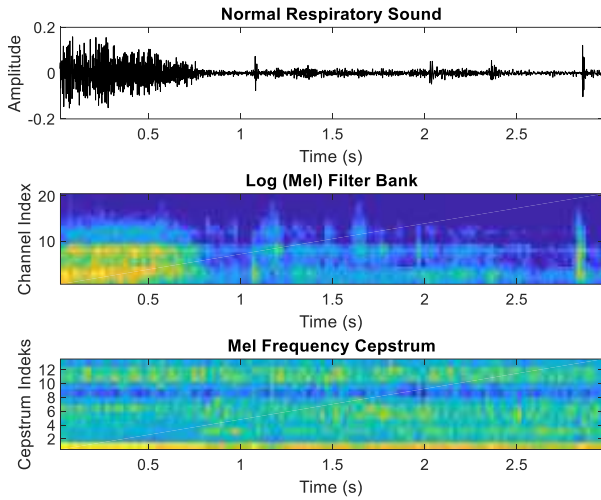 Normal Respiratory Sound
0.2
0
-0.2
Amplitude
0.5 1 1.5 2 2.5
Time (s)
Log (Mel) Filter Bank
20
10
Channel Index
0.5 1 1.5 2 2.5
Time (s)
Mel Frequency Cepstrum
12
10
8
6
4
2
Cepstrum Indeks
0.5 1 1.5 2 2.5
Time (s)